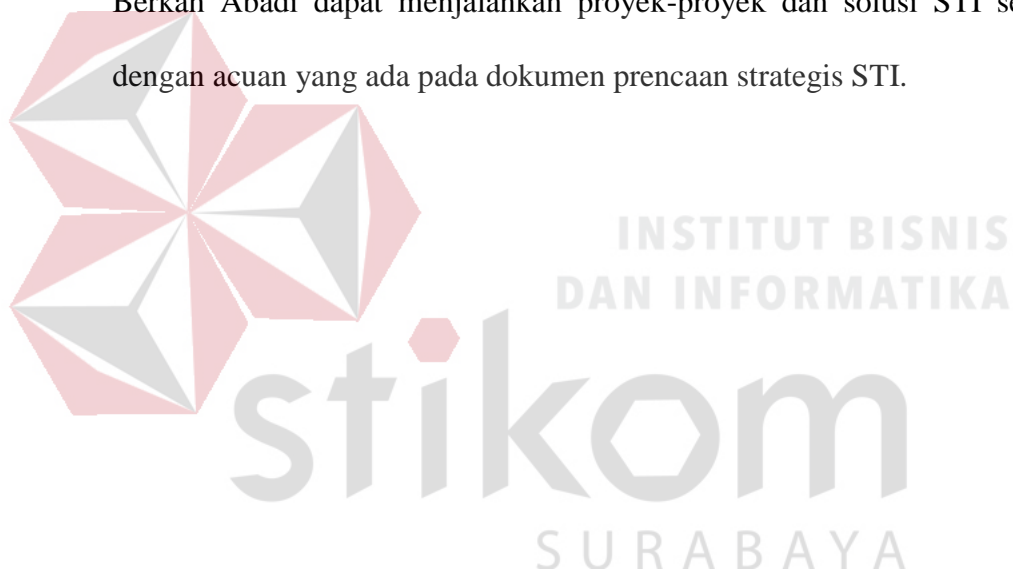 Berkah Abadi dapat menjalankan proyek-proyek dan solusi STI se
dengan acuan yang ada pada dokumen prencaan strategis STI.
INSTITUT BISNIS
DAN INFORMATIKA
stikom
SURABAYA